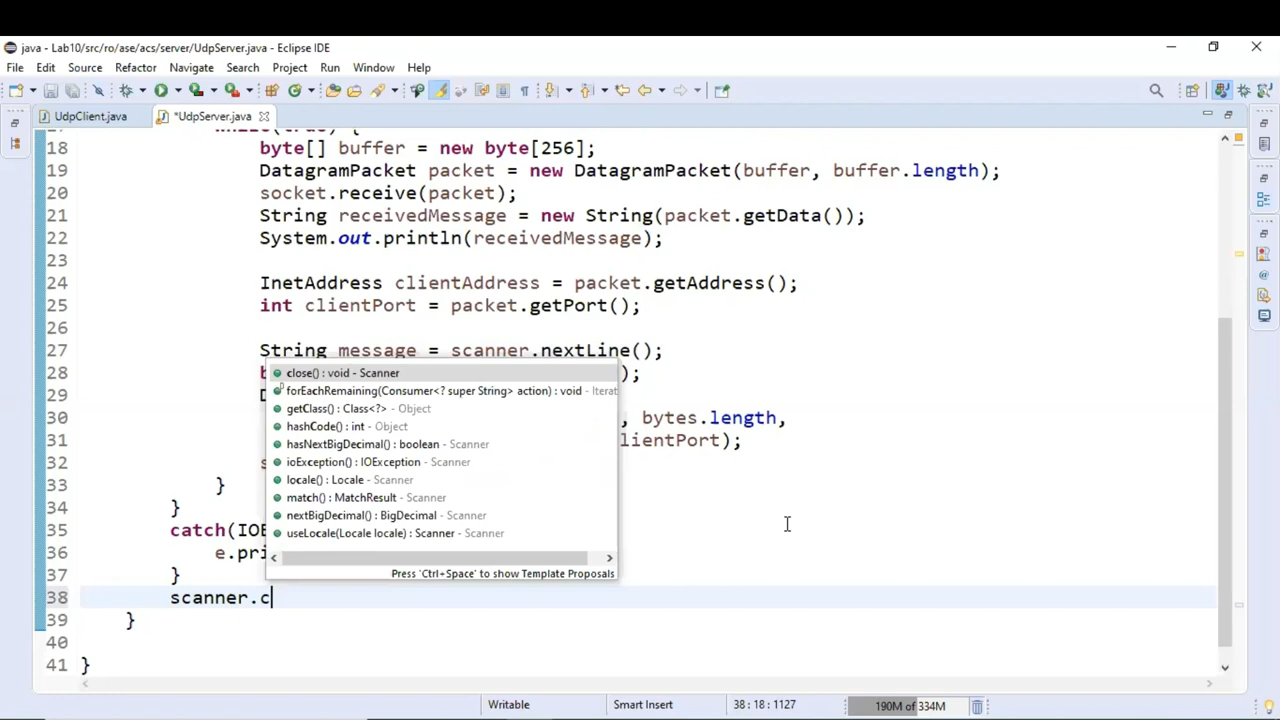 java - Lab10/src/ro/ase/acs/server/UdpServer.java - Eclipse IDE
File Edit Source Refactor Navigate Search Project Run Window Help
UdpClient.java *UdpServer.java
18 byte[] buffer = new byte[256];
19 DatagramPacket packet = new DatagramPacket(buffer, buffer.length);
20 socket.receive(packet);
21 String receivedMessage = new String(packet.getData());
22 System.out.println(receivedMessage);
23
24 InetAddress clientAddress = packet.getAddress();
25 int clientPort = packet.getPort();
26
27 String message = scanner.nextLine();
28 b );
29 D
30 , bytes.length,
31 lientPort);
32 s
33 }
34 }
35 catch(IOE
36 e.pri
37 }
38 scanner.c
39 }
40
41 }
close() : void - Scanner
forEachRemaining(Consumer<? super String> action) : void - Iterat
getClass() : Class<?> - Object
hashCode() : int - Object
hasNextBigDecimal() : boolean - Scanner
ioException() : IOException - Scanner
locale() : Locale - Scanner
match() : MatchResult - Scanner
nextBigDecimal() : BigDecimal - Scanner
useLocale(Locale locale) : Scanner - Scanner
Press 'Ctrl+Space' to show Template Proposals
Writable Smart Insert 38 : 18 : 1127 190M of 334M